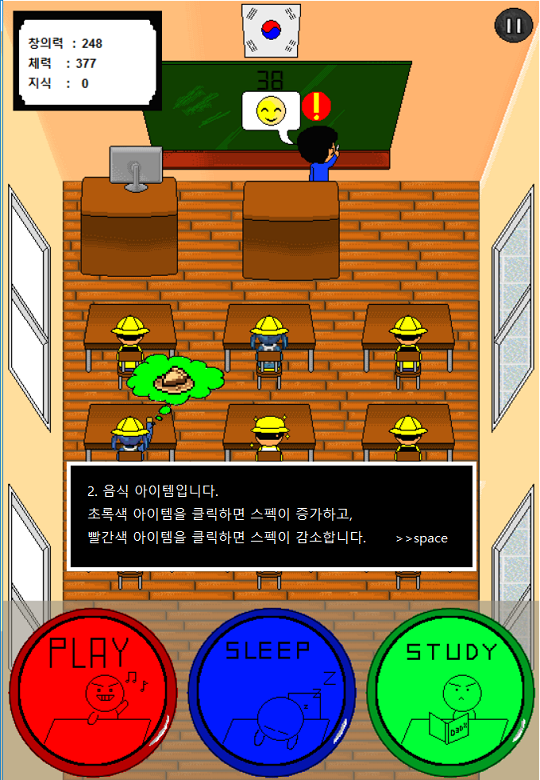 창의력 : 248
체력 : 377
지식 : 0
38
2. 음식 아이템입니다.
초록색 아이템을 클릭하면 스펙이 증가하고,
빨간색 아이템을 클릭하면 스펙이 감소합니다. >>space
PLAY
SLEEP
Z
Z
z
STUDY